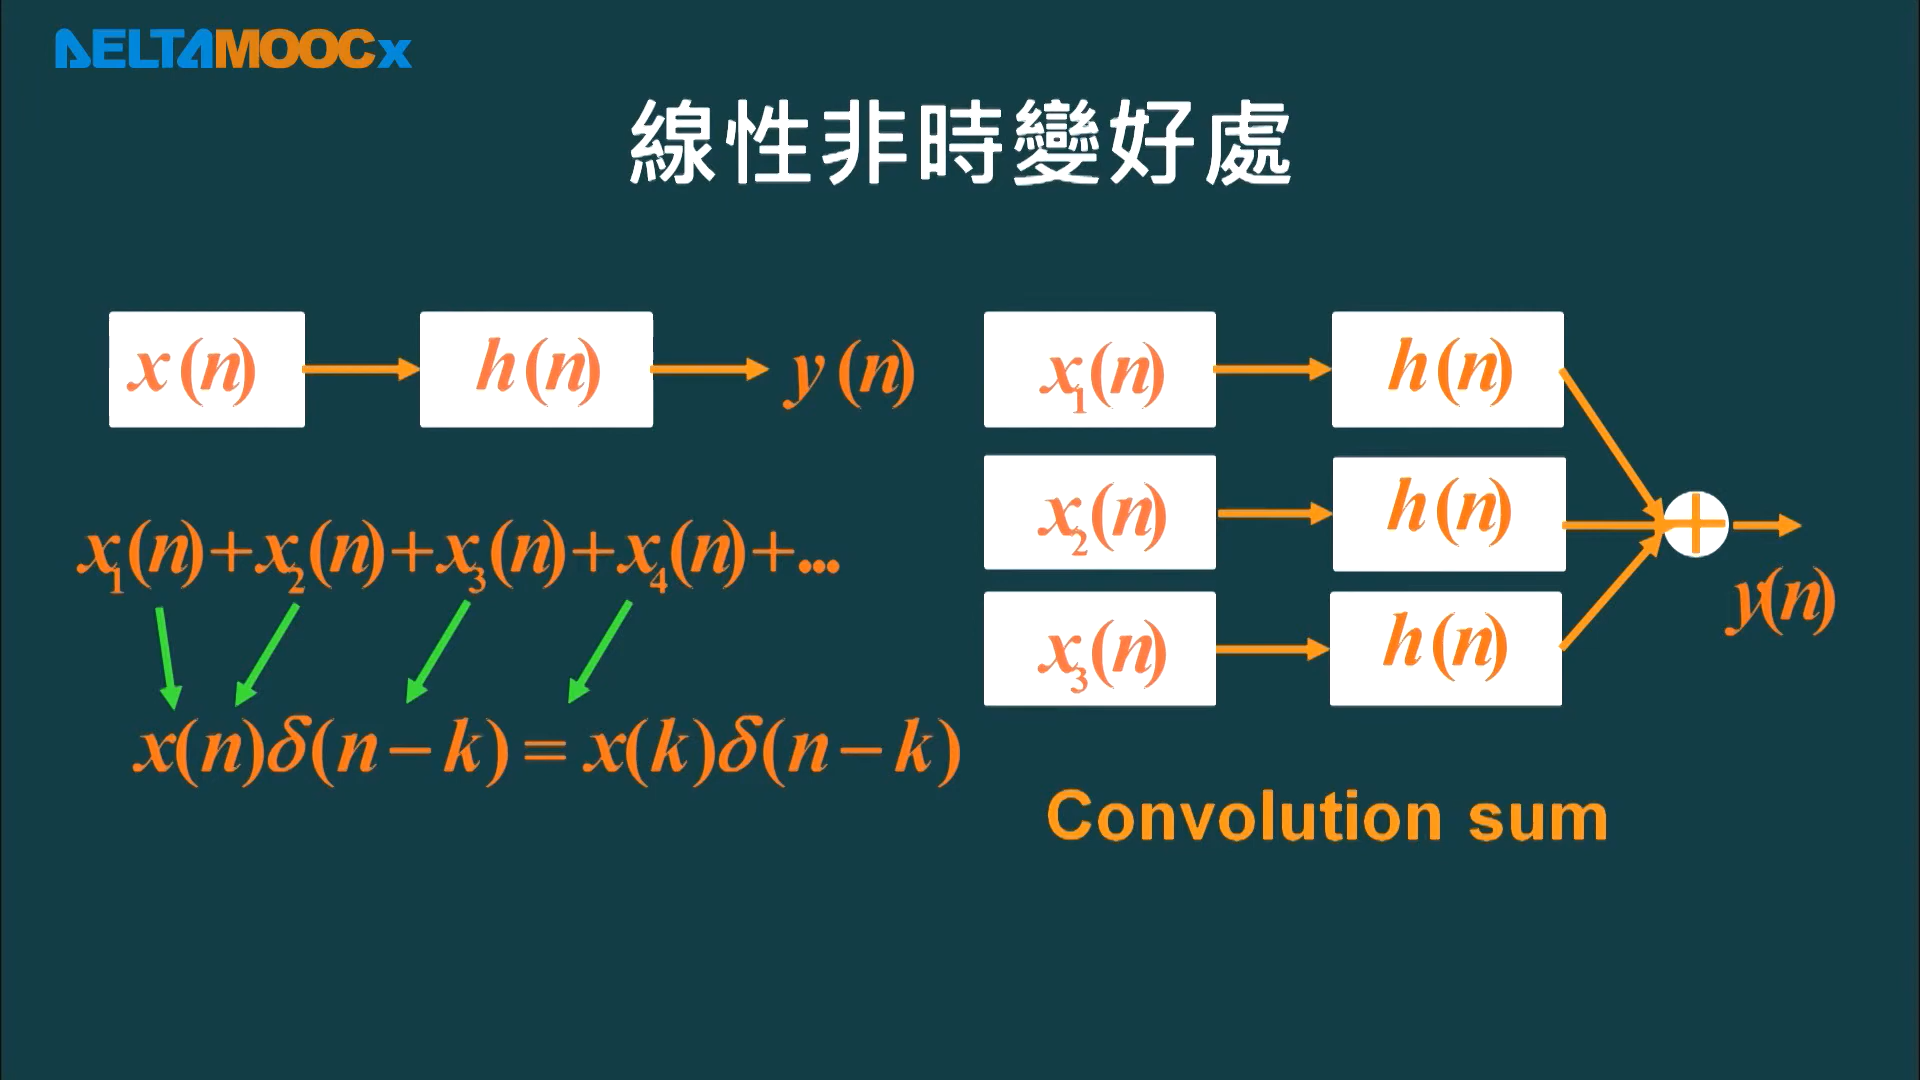 DELTAMOOCx
線性非時變好處
x(n) h(n) y(n)
x₁(n)+x₂(n)+x₃(n)+x₄(n)+...
x(n)δ(n−k)=x(k)δ(n−k)
x₁(n) h(n)
x₂(n) h(n)
x₃(n) h(n)
+
y(n)
Convolution sum